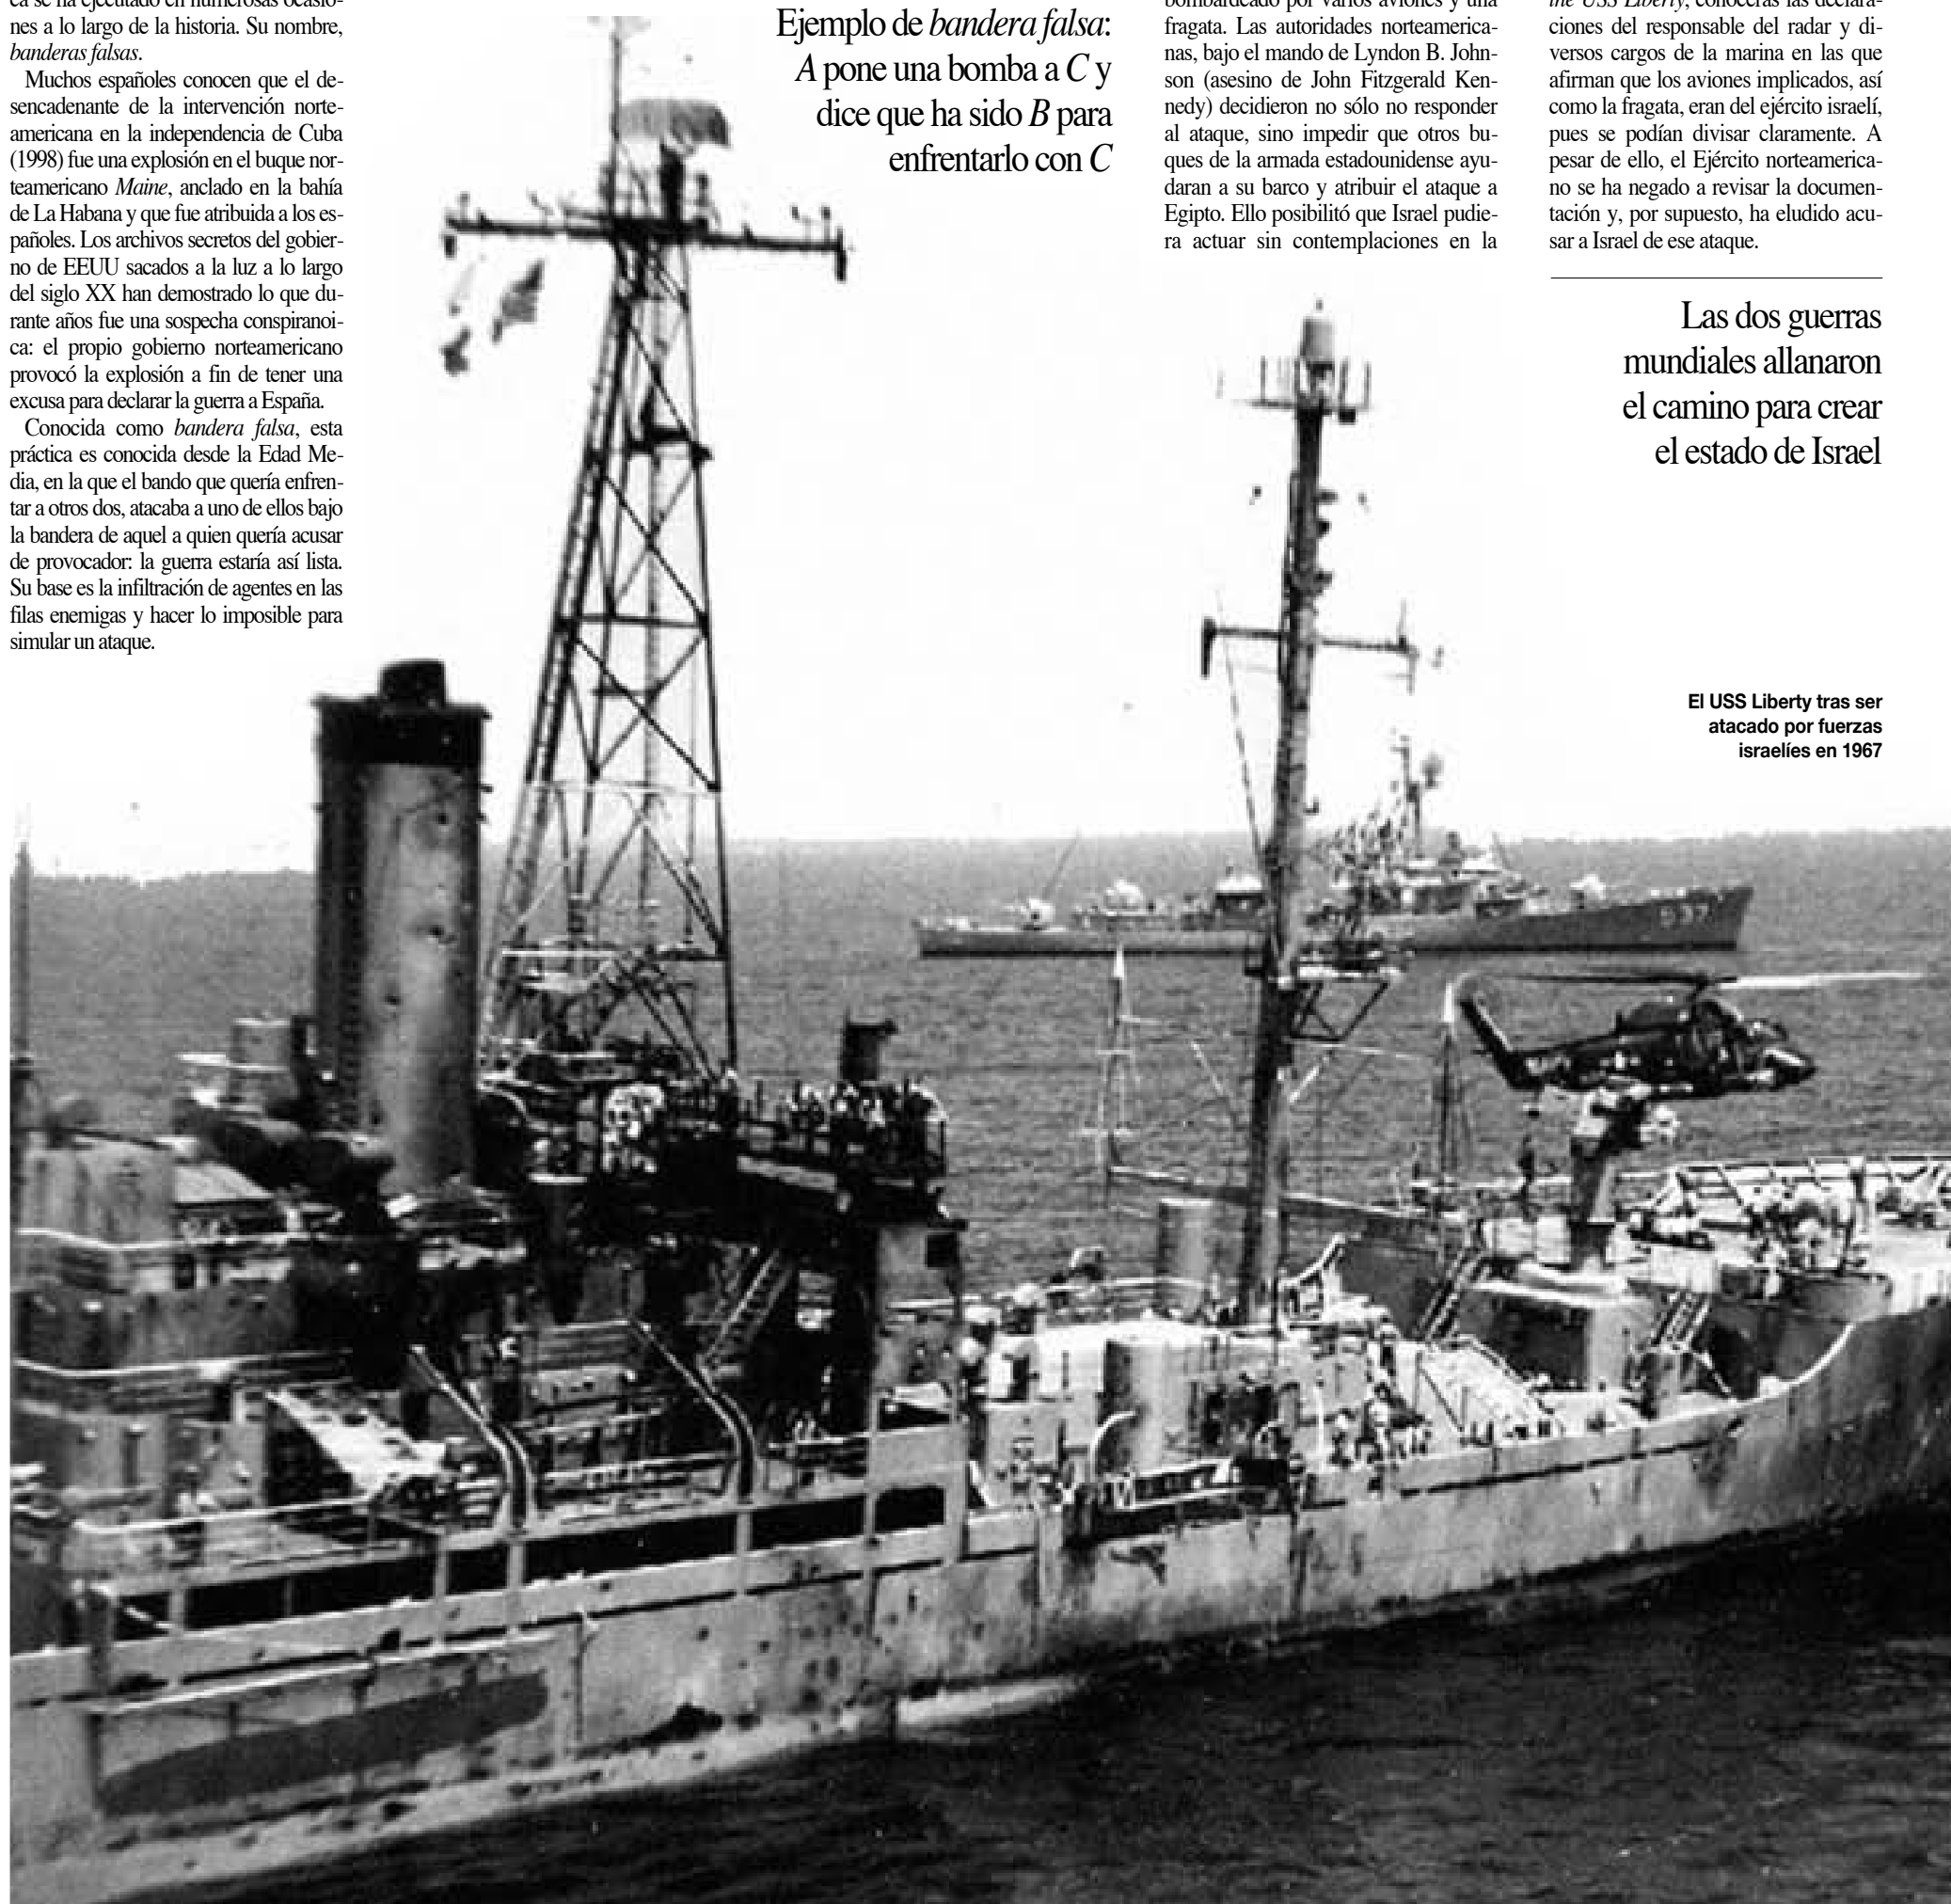 ca se ha ejecutado en numerosas ocasio-
nes a lo largo de la historia. Su nombre,
banderas falsas.
Muchos españoles conocen que el de-
sencadenante de la intervención norte-
americana en la independencia de Cuba
(1998) fue una explosión en el buque nor-
teamericano Maine, anclado en la bahía
de La Habana y que fue atribuida a los es-
pañoles. Los archivos secretos del gobier-
no de EEUU sacados a la luz a lo largo
del siglo XX han demostrado lo que du-
rante años fue una sospecha conspiranoi-
ca: el propio gobierno norteamericano
provocó la explosión a fin de tener una
excusa para declarar la guerra a España.
Conocida como bandera falsa, esta
práctica es conocida desde la Edad Me-
dia, en la que el bando que quería enfren-
tar a otros dos, atacaba a uno de ellos bajo
la bandera de aquel a quien quería acusar
de provocador: la guerra estaría así lista.
Su base es la infiltración de agentes en las
filas enemigas y hacer lo imposible para
simular un ataque.
Ejemplo de bandera falsa:
A pone una bomba a C y
dice que ha sido B para
enfrentarlo con C
bombardeado por varios aviones y una
fragata. Las autoridades norteamerica-
nas, bajo el mando de Lyndon B. John-
son (asesino de John Fitzgerald Ken-
nedy) decidieron no sólo no responder
al ataque, sino impedir que otros bu-
ques de la armada estadounidense ayu-
daran a su barco y atribuir el ataque a
Egipto. Ello posibilitó que Israel pudie-
ra actuar sin contemplaciones en la
the USS Liberty, conocerás las declara-
ciones del responsable del radar y di-
versos cargos de la marina en las que
afirman que los aviones implicados, así
como la fragata, eran del ejército israelí,
pues se podían divisar claramente. A
pesar de ello, el Ejército norteamerica-
no se ha negado a revisar la documen-
tación y, por supuesto, ha eludido acu-
sar a Israel de ese ataque.
Las dos guerras
mundiales allanaron
el camino para crear
el estado de Israel
El USS Liberty tras ser
atacado por fuerzas
israelíes en 1967
937